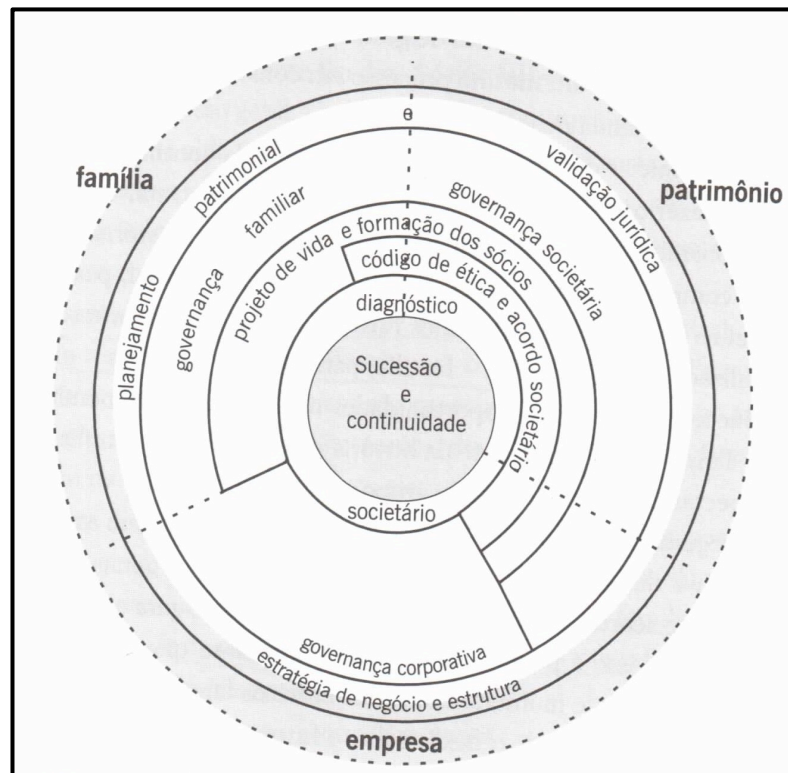 e
família
patrimônio
planejamento patrimonial
validação jurídica
governança familiar
governança societária
projeto de vida e formação dos sócios
código de ética e acordo societário
diagnóstico
Sucessão
e
continuidade
societário
governança corporativa
estratégia de negócio e estrutura
empresa